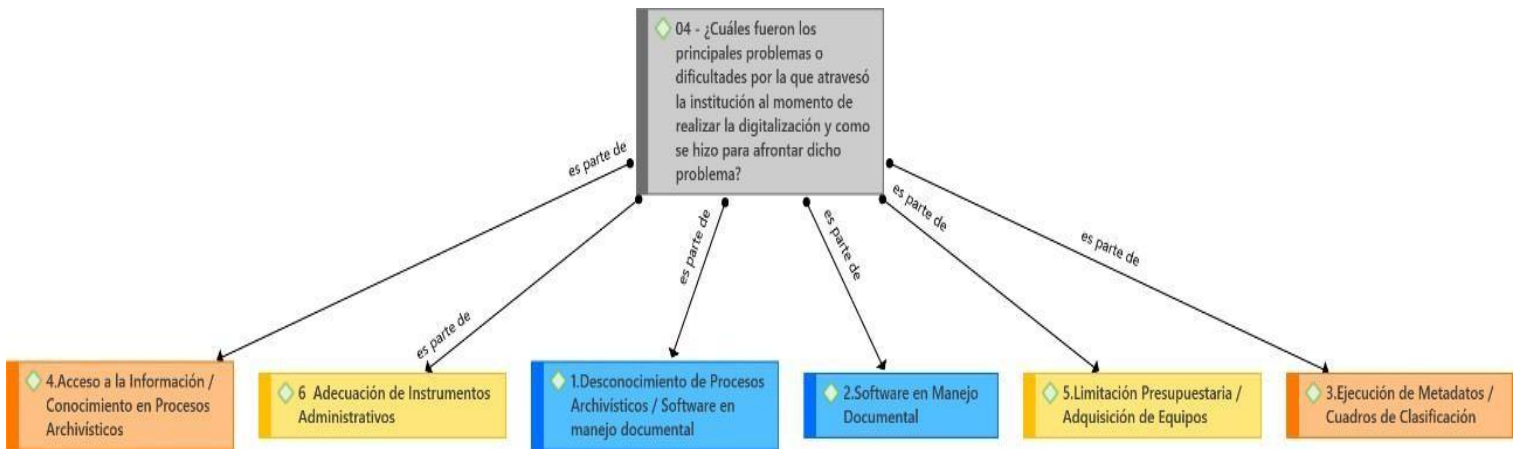 04 - ¿Cuáles fueron los
principales problemas o
dificultades por la que atravesó
la institución al momento de
realizar la digitalización y como
se hizo para afrontar dicho
problema?
es parte de
es parte de
es parte de
es parte de
es parte de
es parte de
4.Acceso a la Información /
Conocimiento en Procesos
Archivísticos
6 Adecuación de Instrumentos
Administrativos
1.Desconocimiento de Procesos
Archivísticos / Software en
manejo documental
2.Software en Manejo
Documental
5.Limitación Presupuestaria /
Adquisición de Equipos
3.Ejecución de Metadatos /
Cuadros de Clasificación